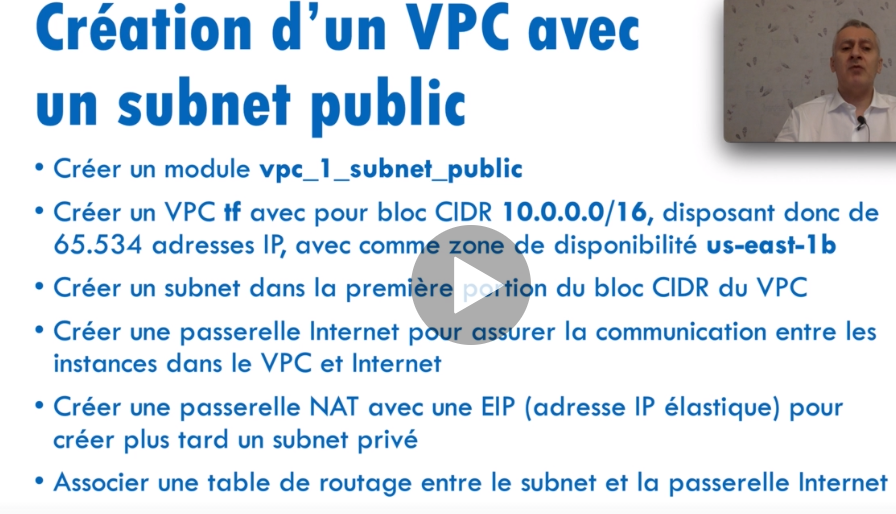 Création d’un VPC avec
un subnet public
• Créer un module vpc_1_subnet_public
• Créer un VPC tf avec pour bloc CIDR 10.0.0.0/16, disposant donc de
65.534 adresses IP, avec comme zone de disponibilité us-east-1b
• Créer un subnet dans la première portion du bloc CIDR du VPC
• Créer une passerelle Internet pour assurer la communication entre les
instances dans le VPC et Internet
• Créer une passerelle NAT avec une EIP (adresse IP élastique) pour
créer plus tard un subnet privé
• Associer une table de routage entre le subnet et la passerelle Internet